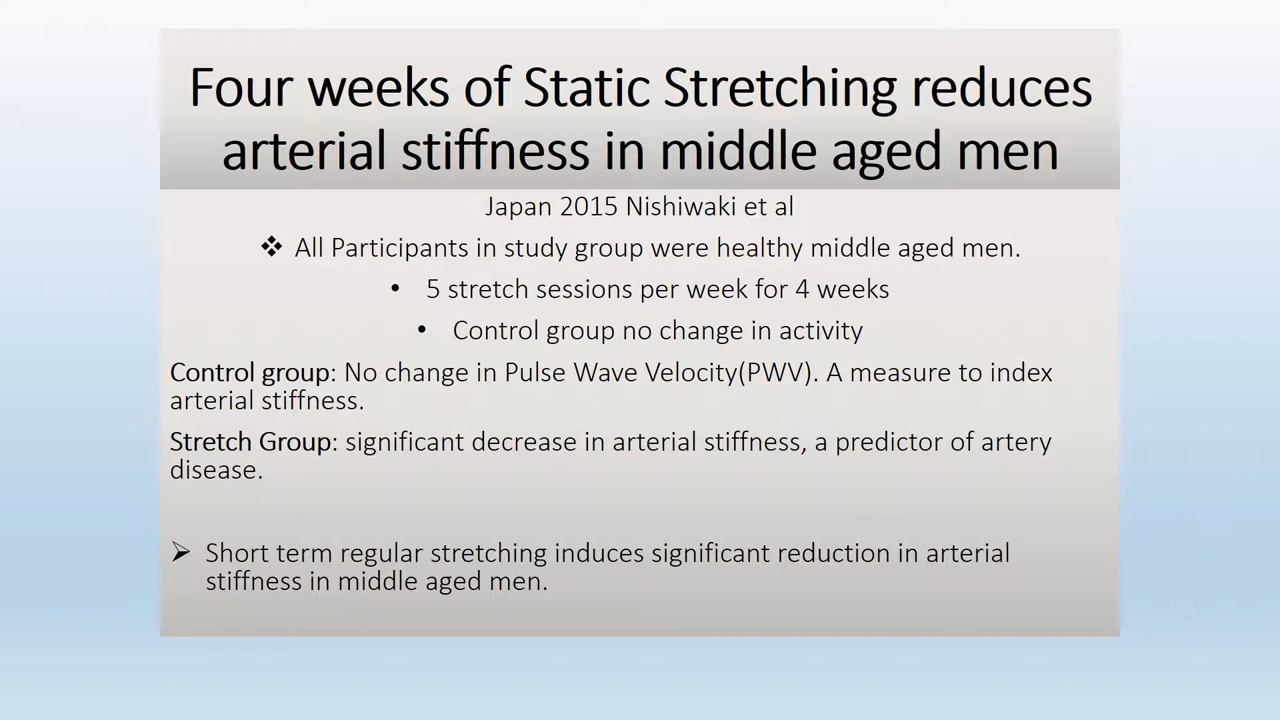 Four weeks of Static Stretching reduces
arterial stiffness in middle aged men
Japan 2015 Nishiwaki et al
❖ All Participants in study group were healthy middle aged men.
• 5 stretch sessions per week for 4 weeks
• Control group no change in activity
Control group: No change in Pulse Wave Velocity(PWV). A measure to index
arterial stiffness.
Stretch Group: significant decrease in arterial stiffness, a predictor of artery
disease.
➢ Short term regular stretching induces significant reduction in arterial
stiffness in middle aged men.